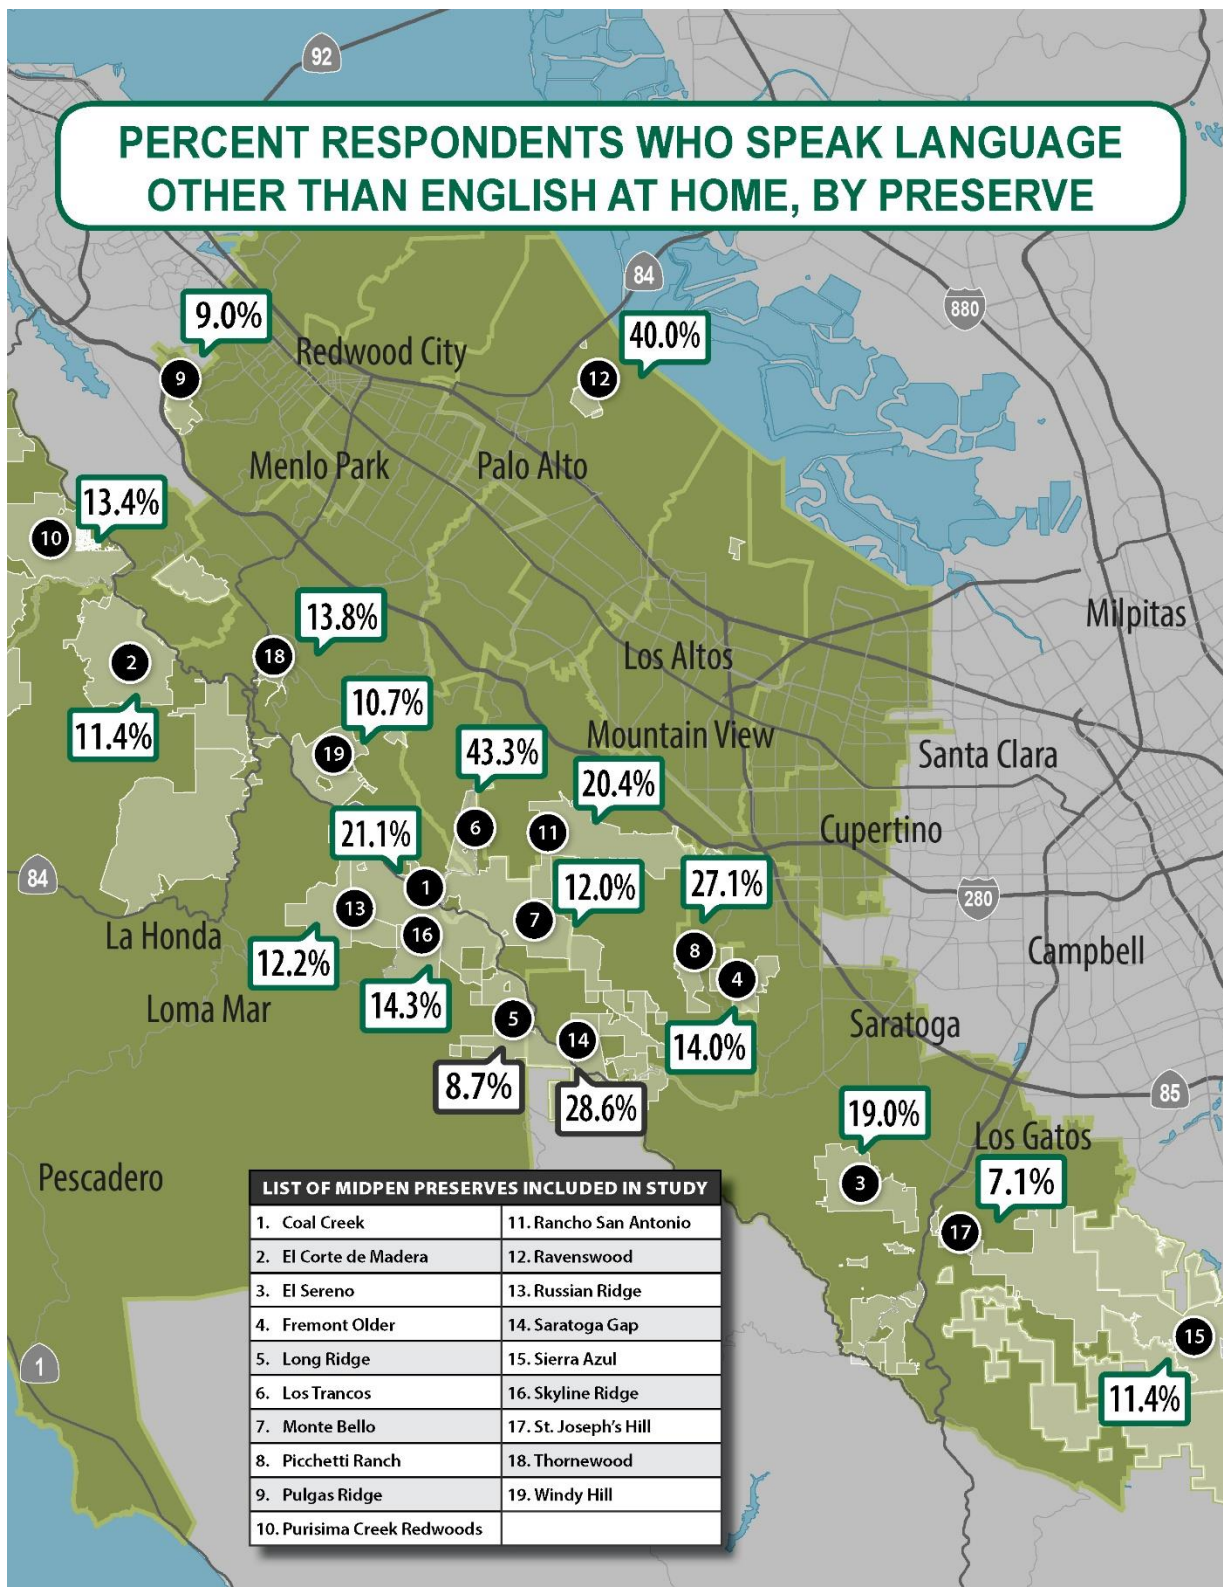 92
PERCENT RESPONDENTS WHO SPEAK LANGUAGE
OTHER THAN ENGLISH AT HOME, BY PRESERVE
84
880
9.0%
40.0%
Redwood City
9
12
Menlo Park
Palo Alto
13.4%
10
13.8%
Milpitas
18
Los Altos
2
10.7%
11.4%
Mountain View
19
43.3%
Santa Clara
20.4%
6
11
21.1%
Cupertino
84
1
12.0%
27.1%
280
13
7
La Honda
16
8
Campbell
12.2%
4
14.3%
Loma Mar
5
Saratoga
14
14.0%
8.7%
28.6%
85
19.0%
Los Gatos
Pescadero
3
7.1%
17
LIST OF MIDPEN PRESERVES INCLUDED IN STUDY
1. Coal Creek
11. Rancho San Antonio
2. El Corte de Madera
12. Ravenswood
3. El Sereno
13. Russian Ridge
4. Fremont Older
14. Saratoga Gap
5. Long Ridge
15. Sierra Azul
6. Los Trancos
16. Skyline Ridge
7. Monte Bello
17. St. Joseph's Hill
8. Picchetti Ranch
18. Thornewood
9. Pulgas Ridge
19. Windy Hill
10. Purisima Creek Redwoods
15
1
11.4%